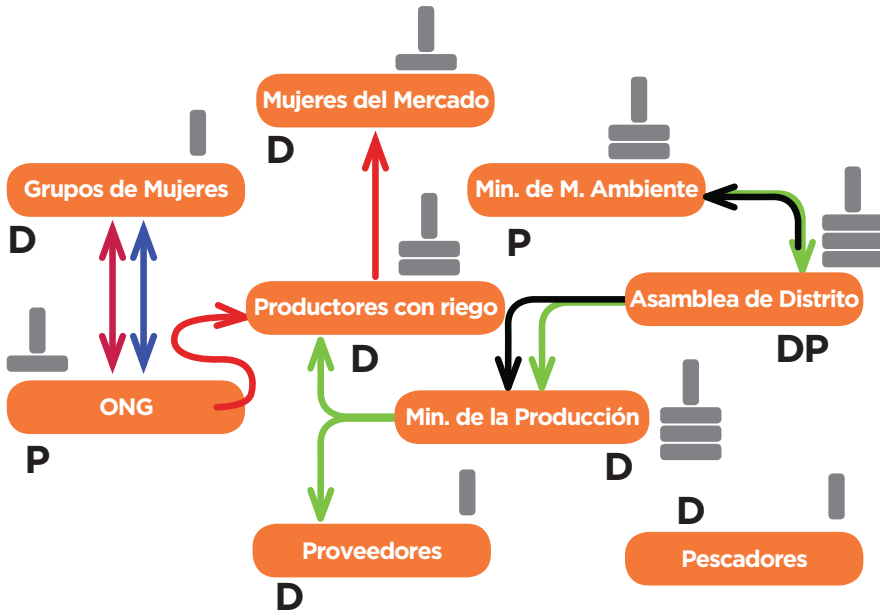 Mujeres del Mercado
D
Grupos de Mujeres
D
Min. de M. Ambiente
P
Productores con riego
D
Asamblea de Distrito
DP
ONG
P
Min. de la Producción
D
Proveedores
D
D
Pescadores